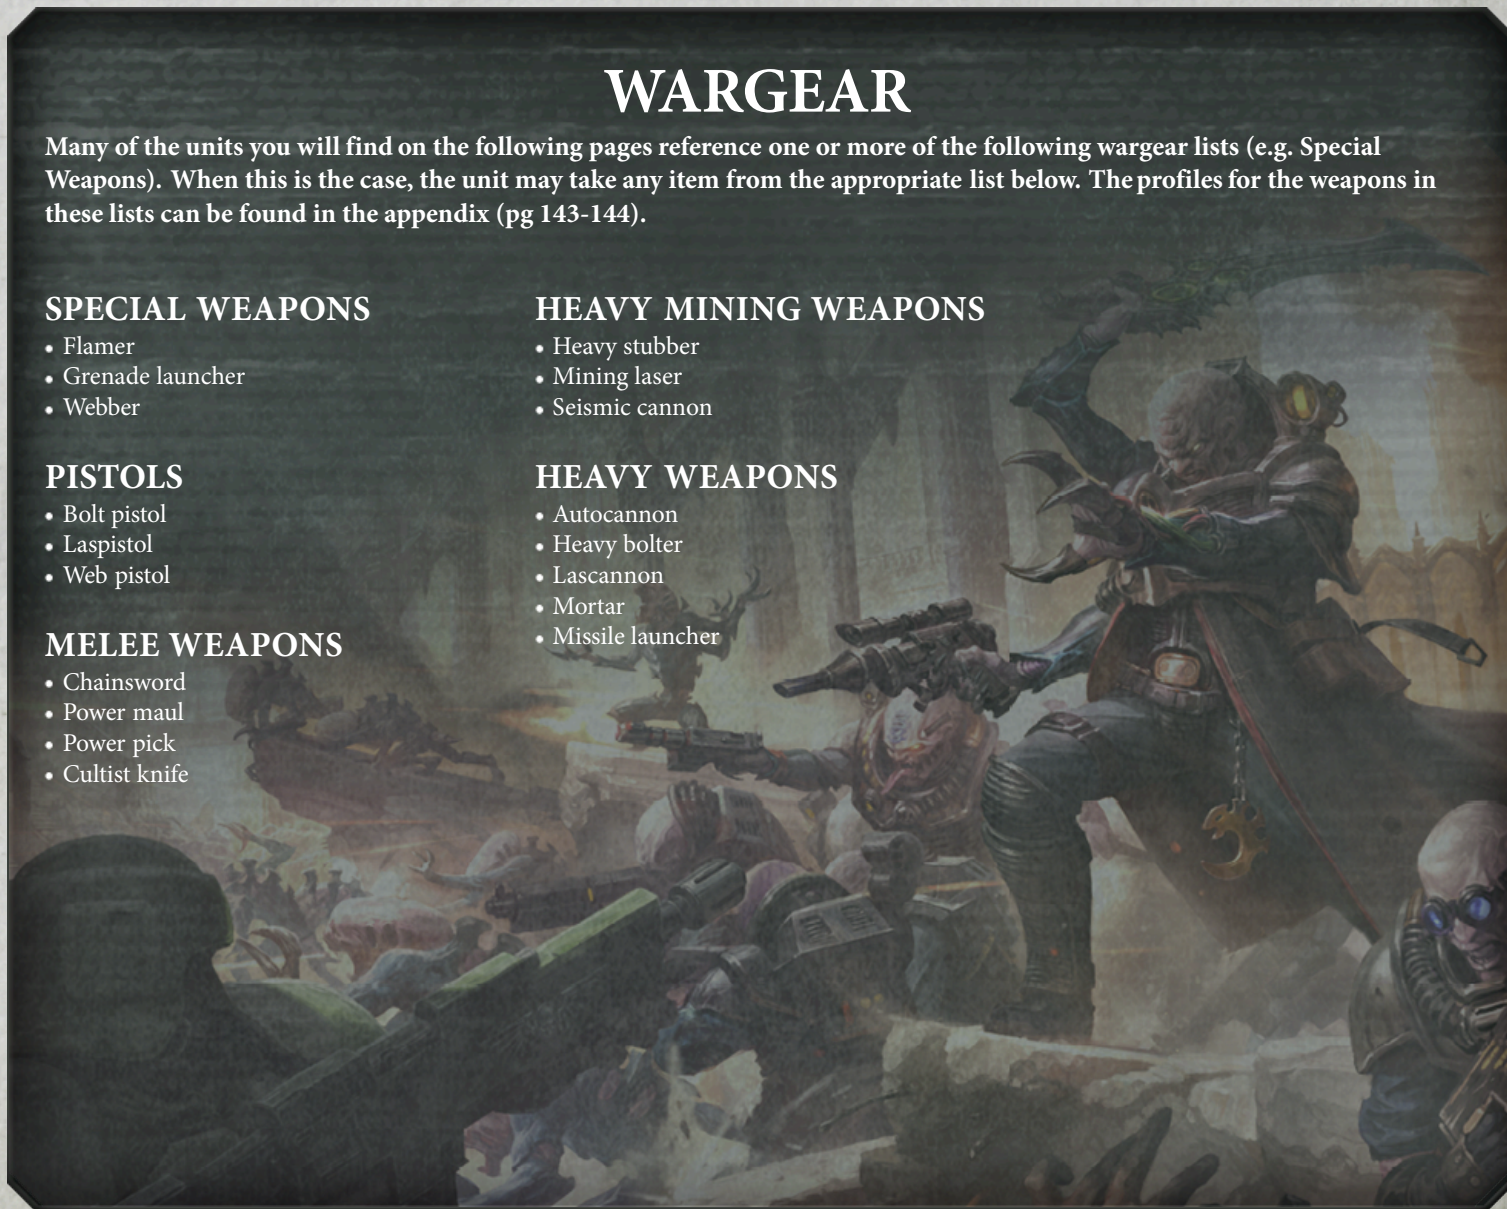 WARGEAR
Many of the units you will find on the following pages reference one or more of the following wargear lists (e.g. Special
Weapons). When this is the case, the unit may take any item from the appropriate list below. The profiles for the weapons in
these lists can be found in the appendix (pg 143-144).
SPECIAL WEAPONS
• Flamer
• Grenade launcher
• Webber
PISTOLS
• Bolt pistol
• Laspistol
• Web pistol
MELEE WEAPONS
• Chainsword
• Power maul
• Power pick
• Cultist knife
HEAVY MINING WEAPONS
• Heavy stubber
• Mining laser
• Seismic cannon
HEAVY WEAPONS
• Autocannon
• Heavy bolter
• Lascannon
• Mortar
• Missile launcher